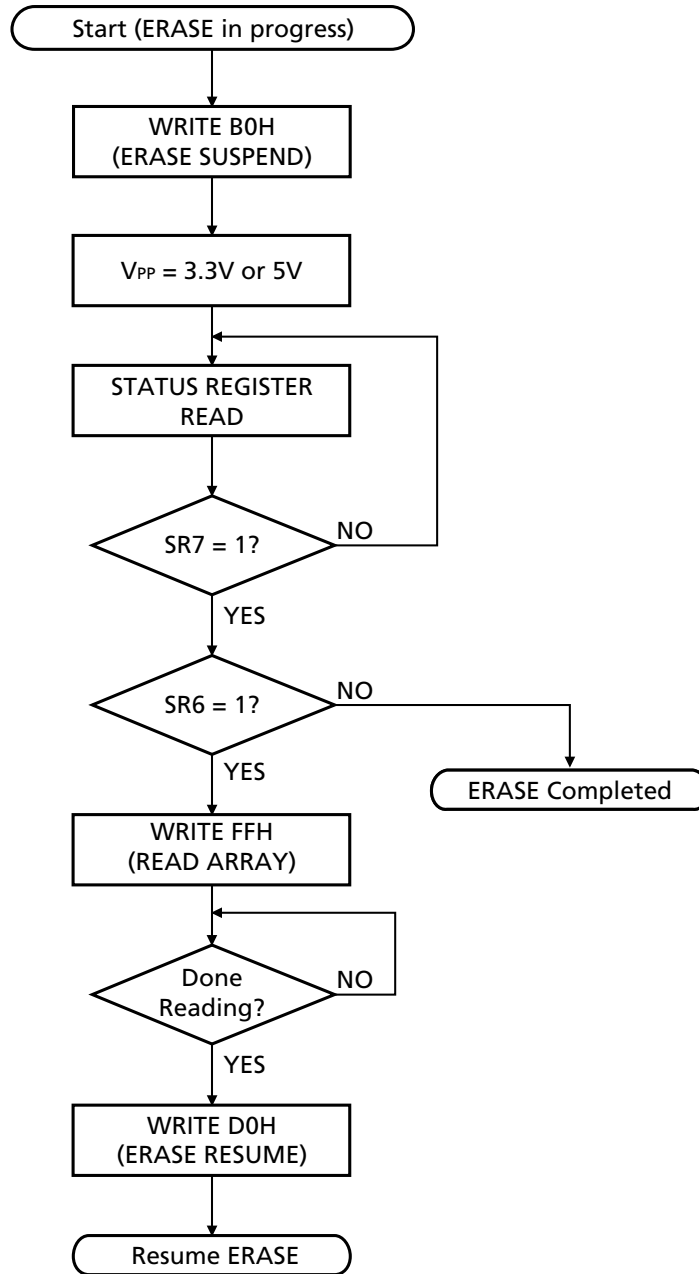 Start (ERASE in progress)
WRITE B0H
(ERASE SUSPEND)
VPP = 3.3V or 5V
STATUS REGISTER
READ
SR7 = 1?
NO
YES
SR6 = 1?
NO
YES
ERASE Completed
WRITE FFH
(READ ARRAY)
Done
Reading?
NO
YES
WRITE D0H
(ERASE RESUME)
Resume ERASE